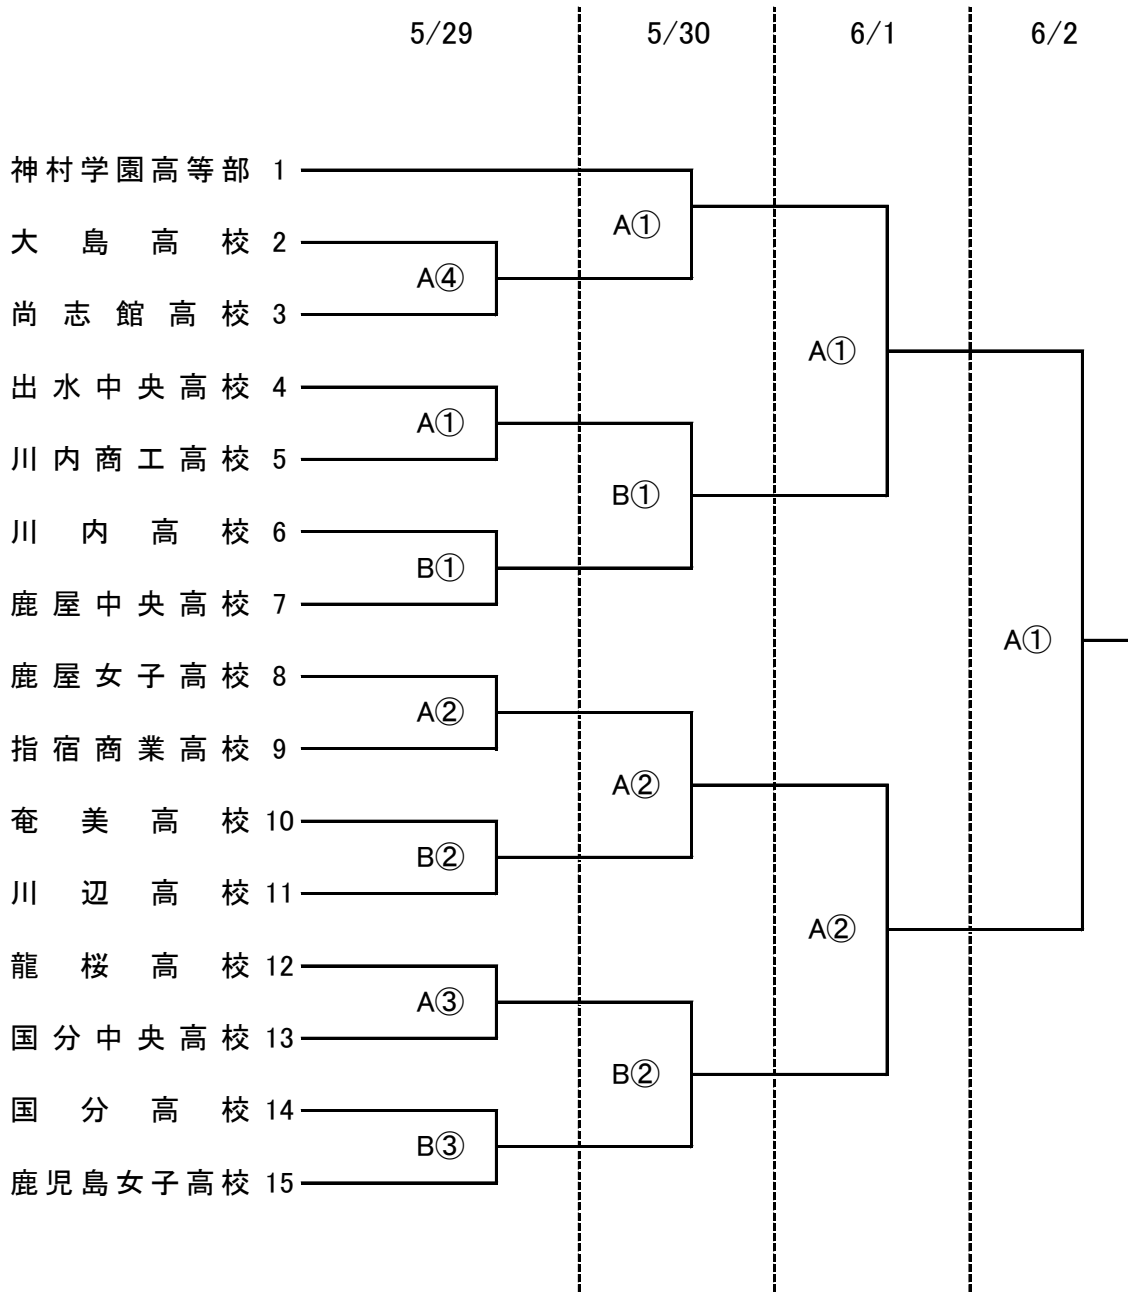 5/29 5/30 6/1 6/2
神村学園高等部 1
A①
大島高校 2
A④
尚志館高校 3
A①
出水中央高校 4
A①
川内商工高校 5
B①
川内高校 6
B①
鹿屋中央高校 7
A①
鹿屋女子高校 8
A②
指宿商業高校 9
A②
奄美高校 10
B②
川辺高校 11
A②
龍桜高校 12
A③
国分中央高校 13
B②
国分高校 14
B③
鹿児島女子高校 15